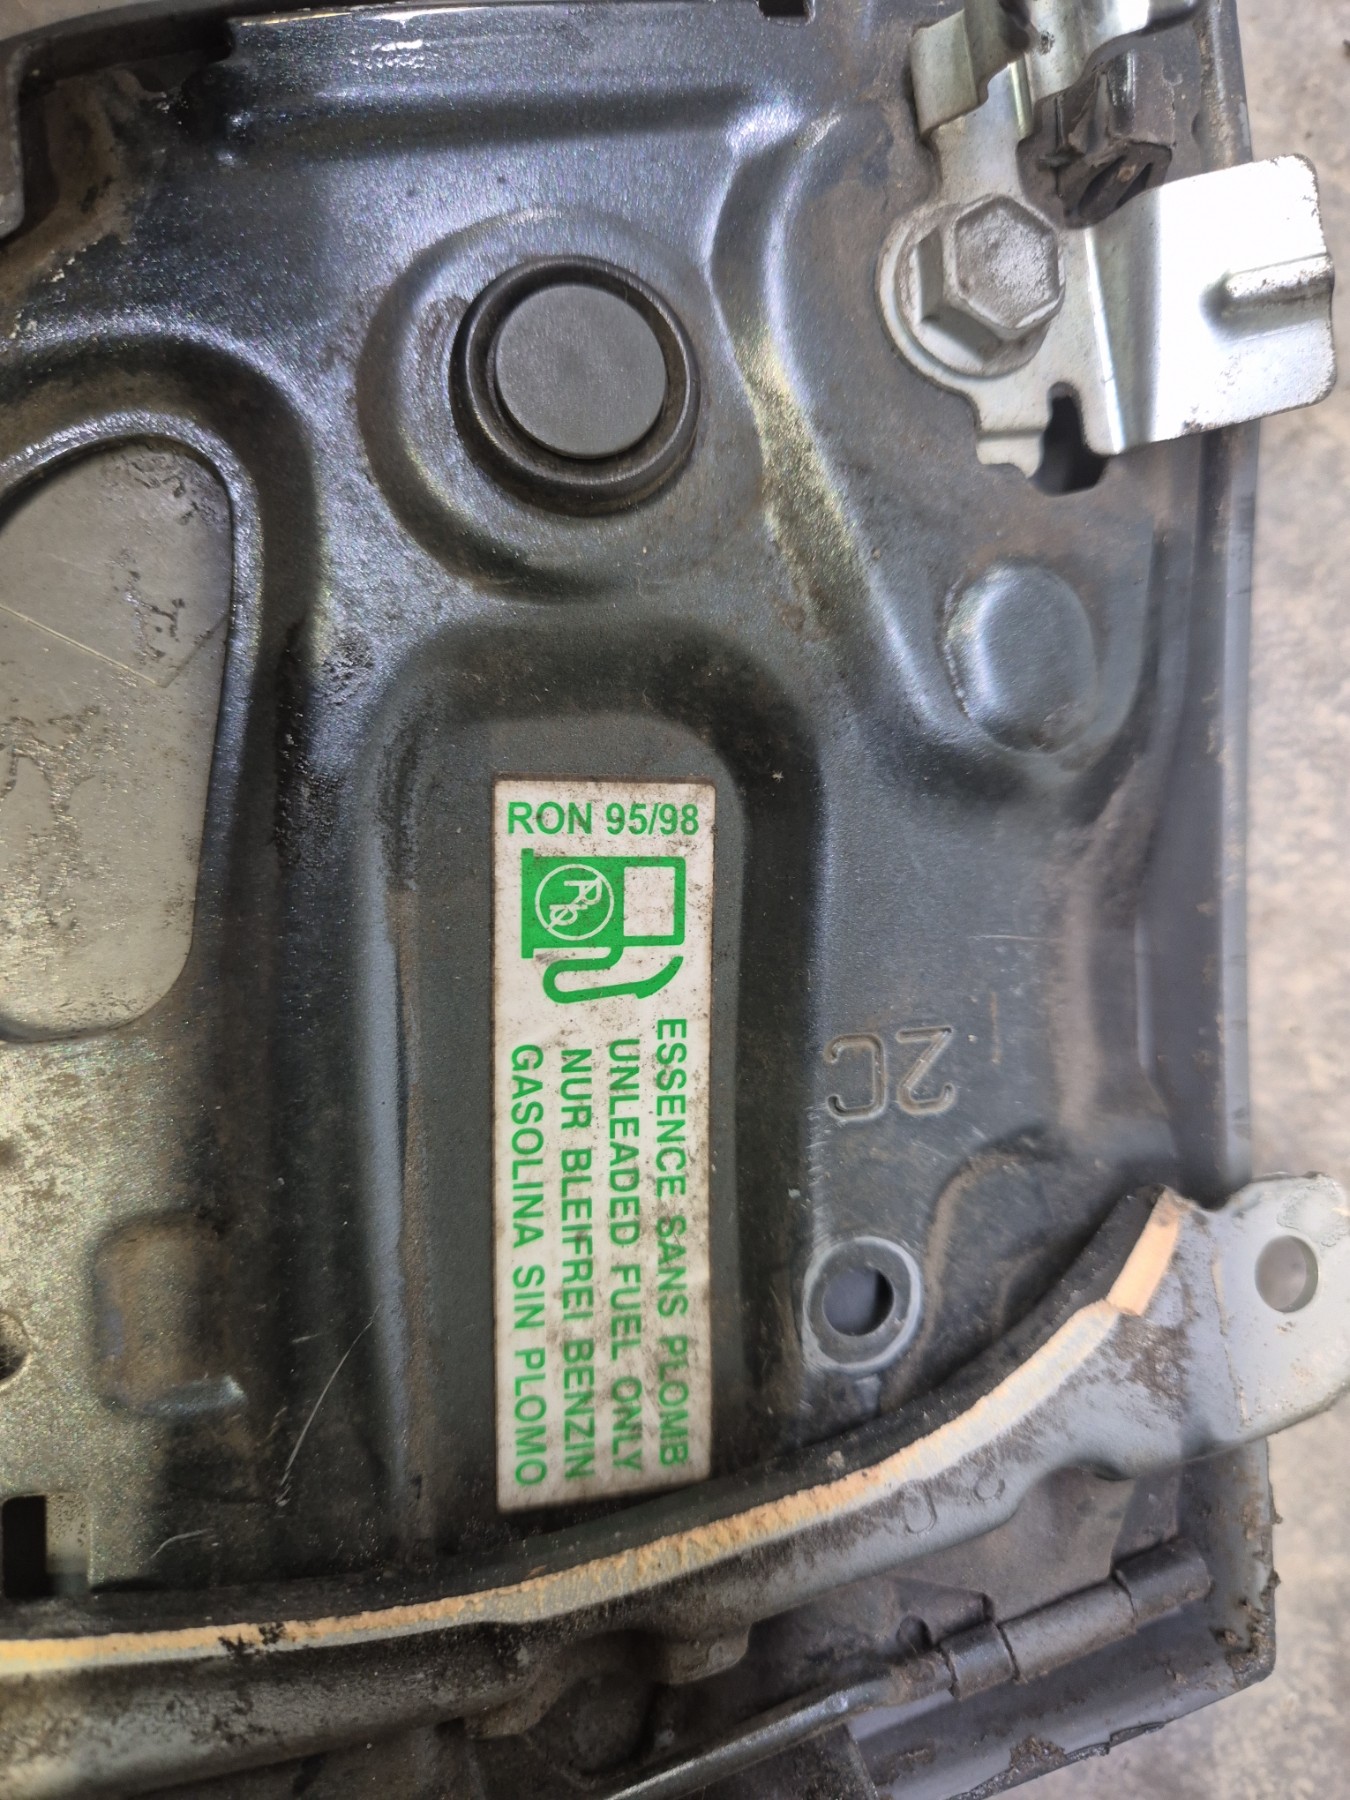 RON 95/98
Pb
ESSENCE SANS PLOMB
UNLEADED FUEL ONLY
NUR BLEIFREI BENZIN
GASOLINA SIN PLOMO
2C